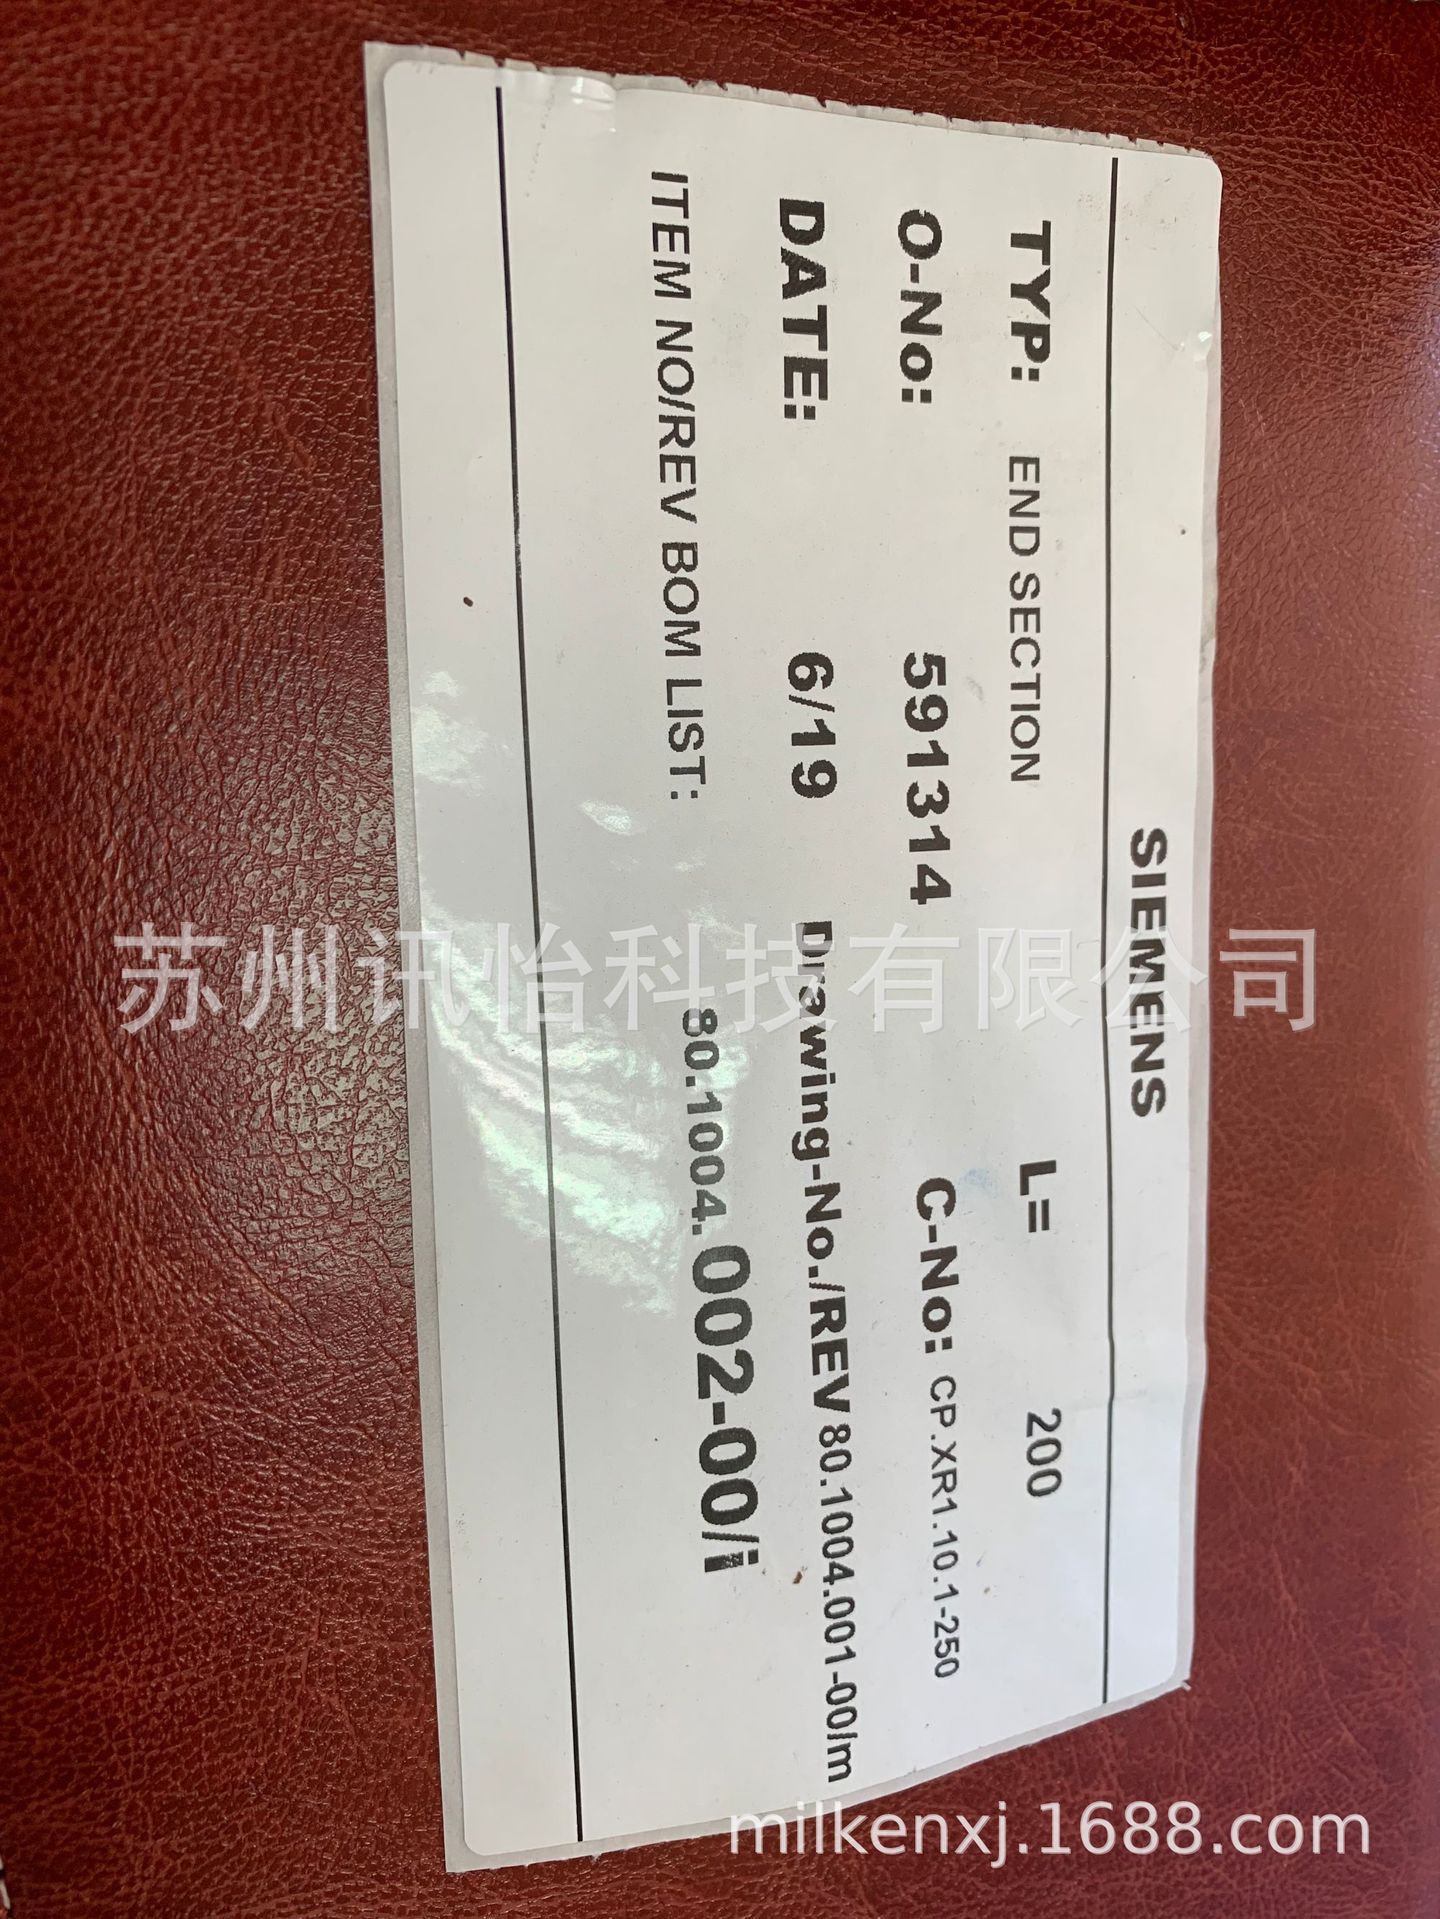 SIEMENS
TYP: END SECTION L= 200
O-No: 591314 C-No: CP.XR1.10.1-250
DATE: 6/19 Drawing-No./REV 80.1004.001-00/m
ITEM NO/REV BOM LIST: 80.1004.002-00/i
苏州讯怡科技有限公司
milkenxj.1688.com